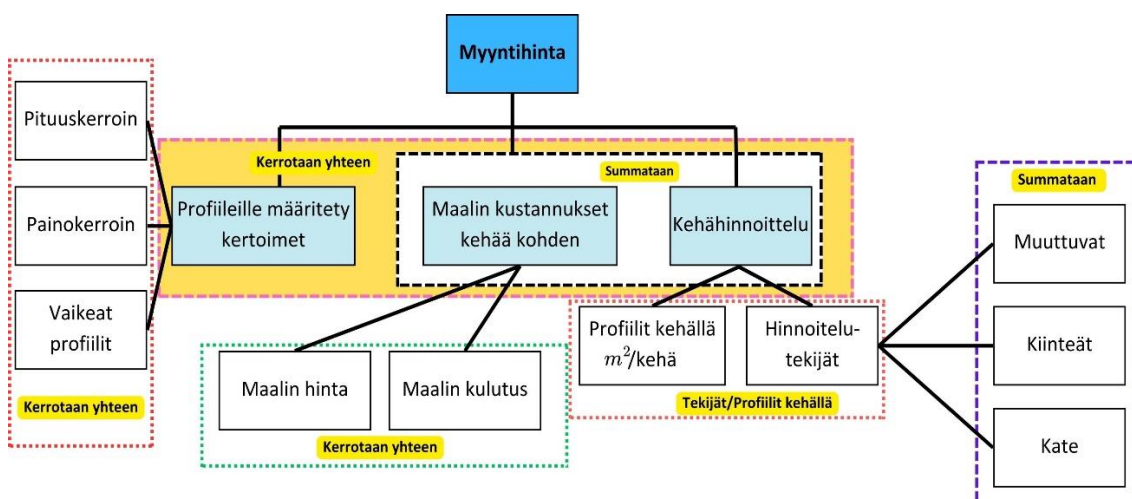 Myyntihinta
Pituuskerroin
Painokerroin
Vaikeat
profiilit
Kerrotaan yhteen
Kerrotaan yhteen
Summataan
Profiileille määritety
kertoimet
Maalin kustannukset
kehää kohden
Kehähinnoittelu
Maalin hinta
Maalin kulutus
Kerrotaan yhteen
Profiilit kehällä
m²/kehä
Hinnoitelu-
tekijät
Tekijät/Profiilit kehällä
Summataan
Muuttuvat
Kiinteät
Kate